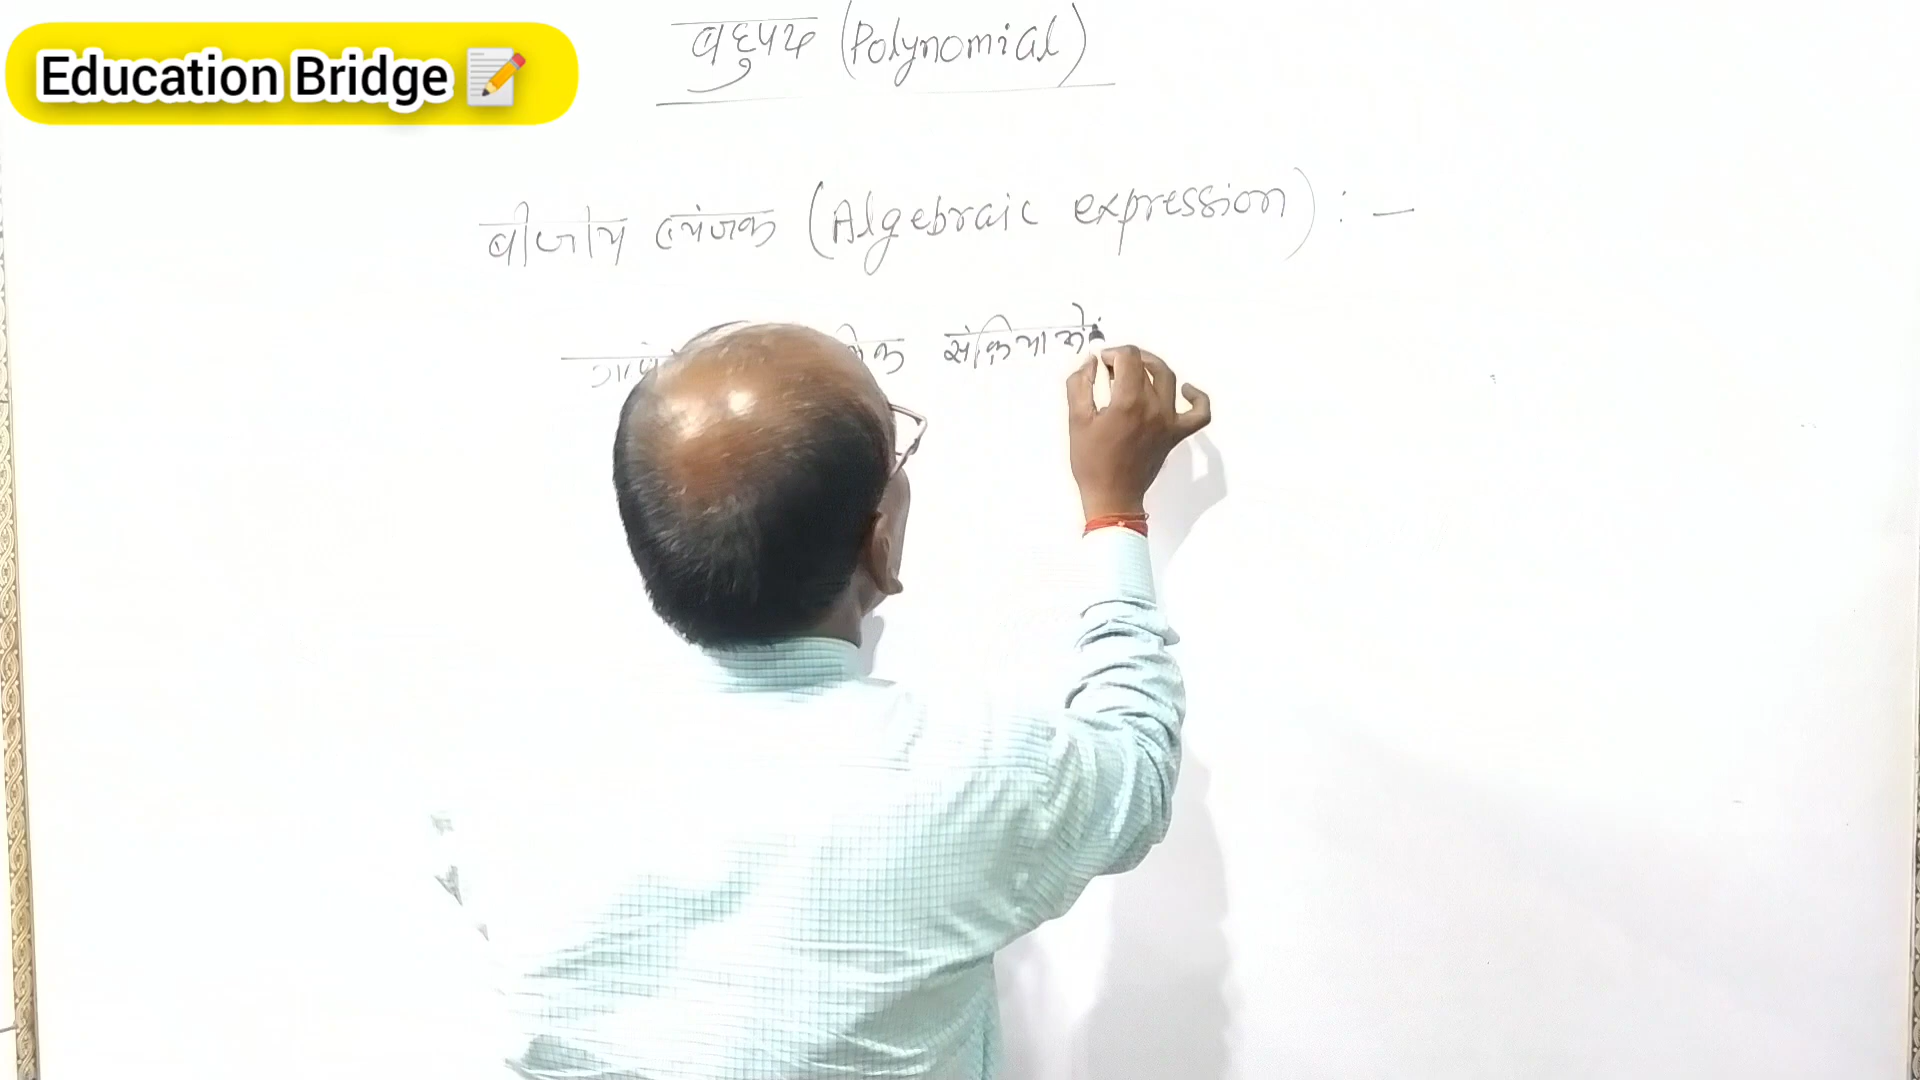 Education Bridge
बहुपद (Polynomial)
बीजीय व्यंजक (Algebraic expression) : —
संक्रियाओं